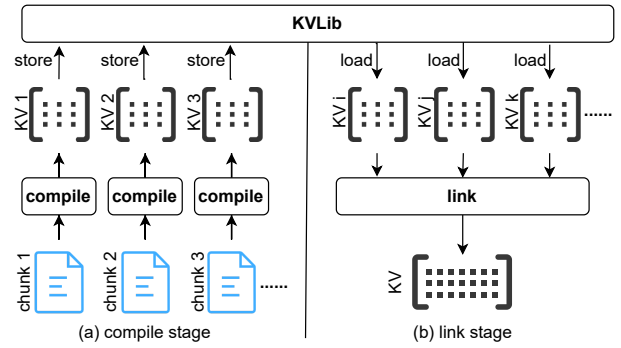 KVLib
store
store
store
KV 1
KV 2
KV 3
compile
compile
compile
chunk 1
chunk 2
chunk 3
......
(a) compile stage
load
load
load
KV i
KV j
KV k
......
link
KV
(b) link stage